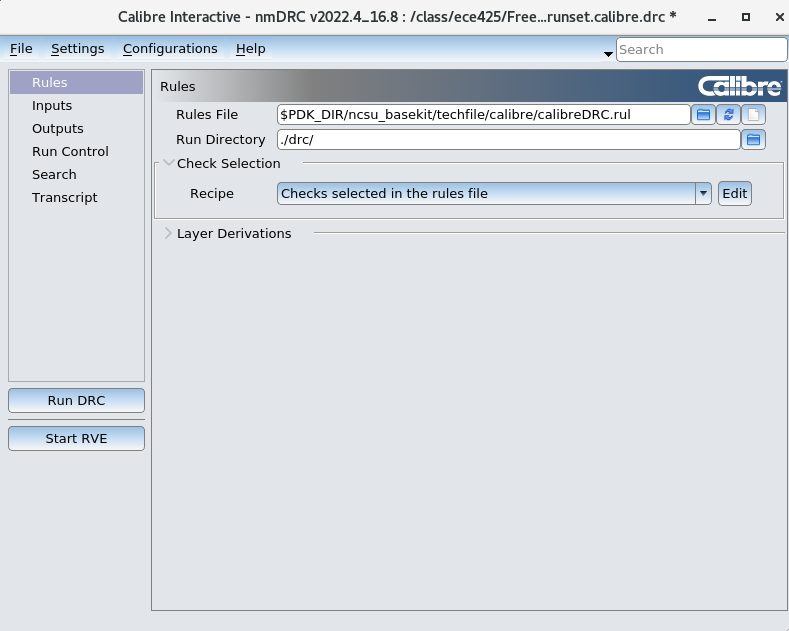 Calibre Interactive - nmDRC v2022.4_16.8 : /class/ece425/Free...runset.calibre.drc *
File Settings Configurations Help Search
Rules
Inputs
Outputs
Run Control
Search
Transcript
Run DRC
Start RVE
Rules Calibre
Rules File $PDK_DIR/ncsu_basekit/techfile/calibre/calibreDRC.rul
Run Directory ./drc/
Check Selection
Recipe Checks selected in the rules file Edit
Layer Derivations